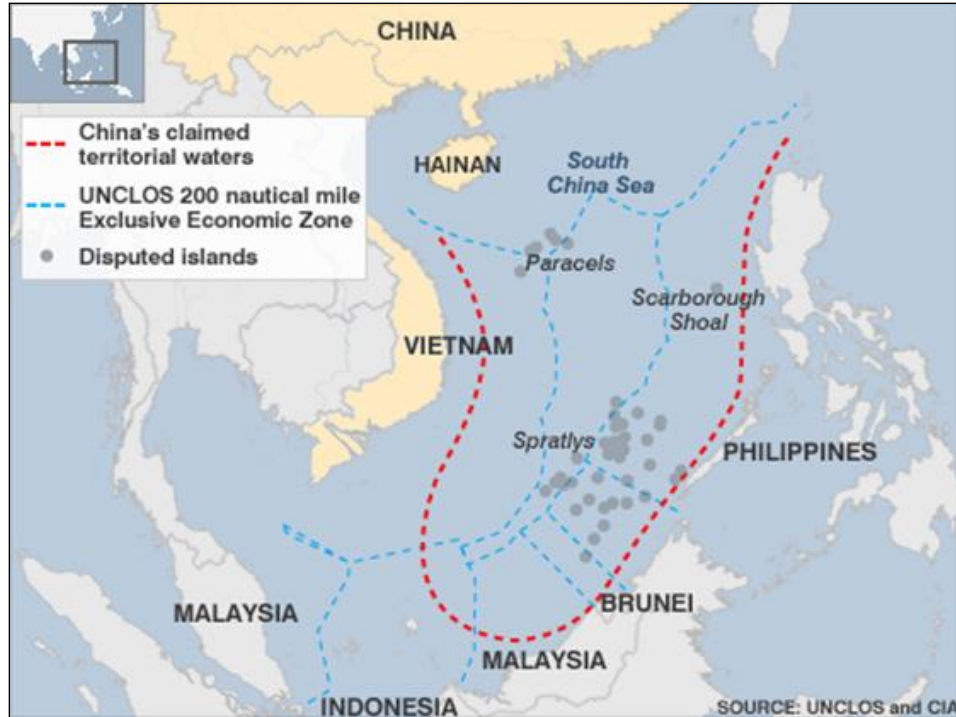 CHINA
China's claimed
territorial waters
UNCLOS 200 nautical mile
Exclusive Economic Zone
Disputed islands
HAINAN
South
China Sea
Paracels
Scarborough
Shoal
VIETNAM
Spratlys
PHILIPPINES
MALAYSIA
BRUNEI
MALAYSIA
INDONESIA
SOURCE: UNCLOS and CIA